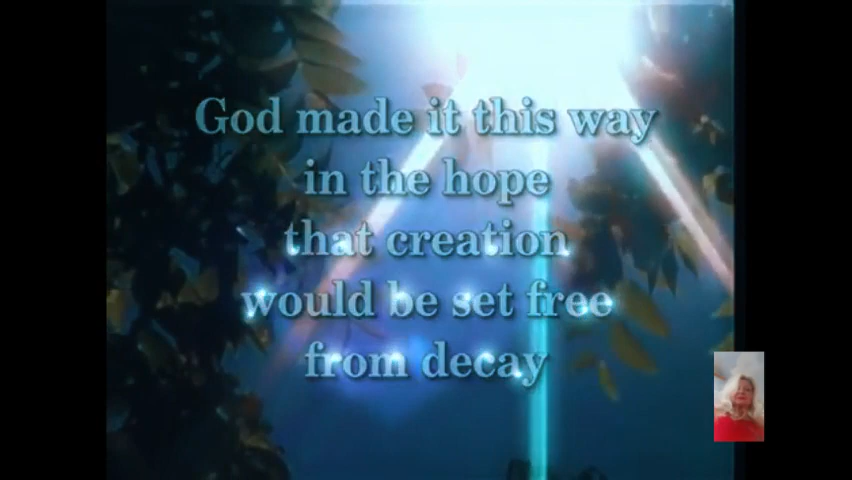 God made it this way
in the hope
that creation
would be set free
from decay